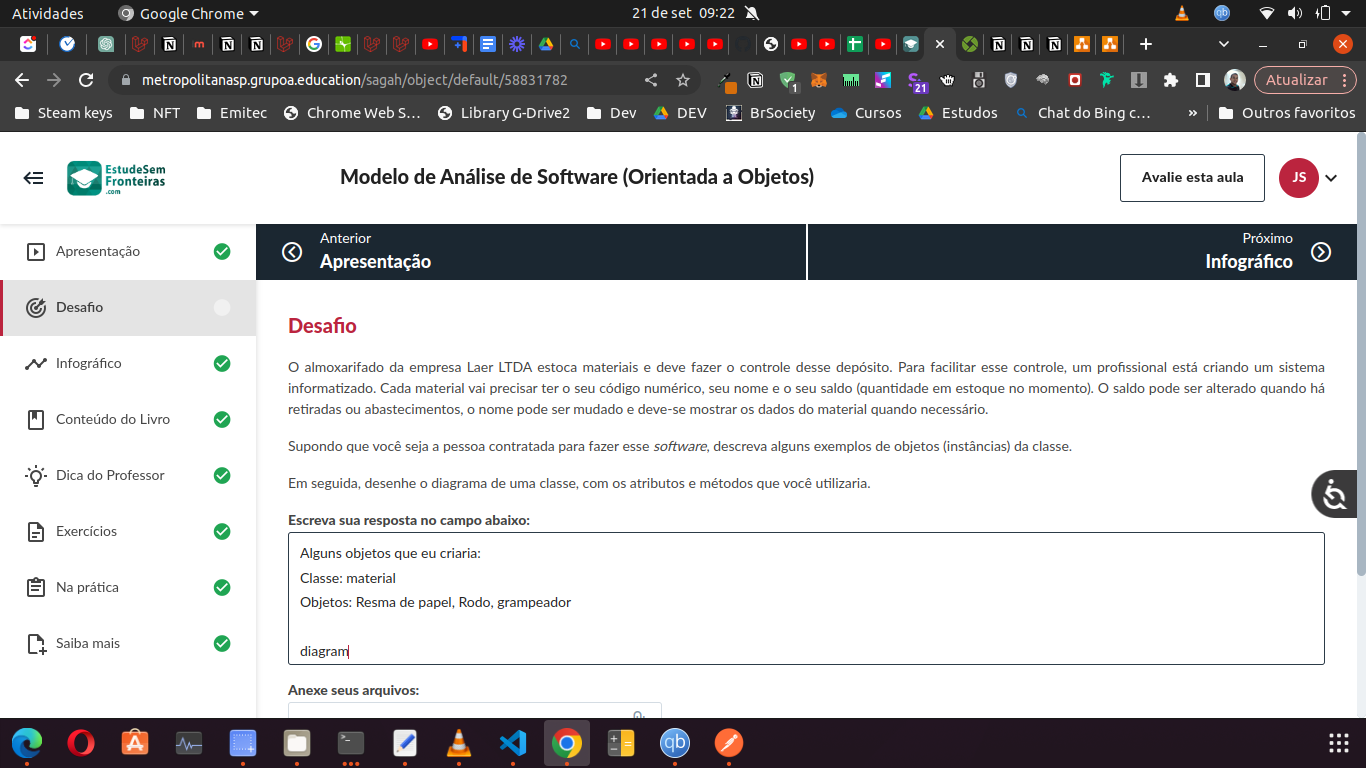 Atividades
Google Chrome
21 de set 09:22
metropolitanasp.grupoa.education/sagah/object/default/58831782
1
21
Atualizar
Steam keys
NFT
Emitec
Chrome Web S...
Library G-Drive2
Dev
DEV
BrSociety
Cursos
Estudos
Chat do Bing c...
»
Outros favoritos
EstudeSem
Fronteiras
.com
Modelo de Análise de Software (Orientada a Objetos)
Avalie esta aula
JS
Apresentação
Desafio
Infográfico
Conteúdo do Livro
Dica do Professor
Exercícios
Na prática
Saiba mais
Anterior
Apresentação
Próximo
Infográfico
Desafio
O almoxarifado da empresa Laer LTDA estoca materiais e deve fazer o controle desse depósito. Para facilitar esse controle, um profissional está criando um sistema
informatizado. Cada material vai precisar ter o seu código numérico, seu nome e o seu saldo (quantidade em estoque no momento). O saldo pode ser alterado quando há
retiradas ou abastecimentos, o nome pode ser mudado e deve-se mostrar os dados do material quando necessário.
Supondo que você seja a pessoa contratada para fazer esse software, descreva alguns exemplos de objetos (instâncias) da classe.
Em seguida, desenhe o diagrama de uma classe, com os atributos e métodos que você utilizaria.
Escreva sua resposta no campo abaixo:
Alguns objetos que eu criaria:
Classe: material
Objetos: Resma de papel, Rodo, grampeador
diagram
Anexe seus arquivos:
qb